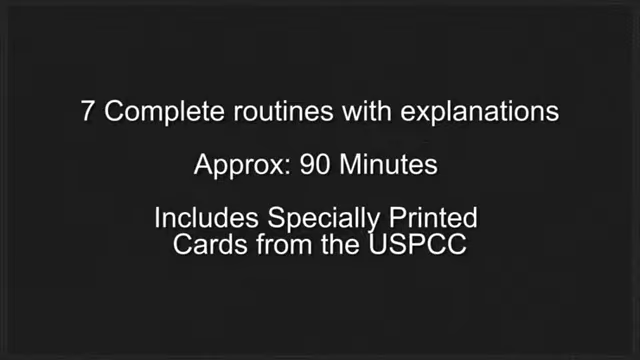 7 Complete routines with explanations
Approx: 90 Minutes
Includes Specially Printed
Cards from the USPCC